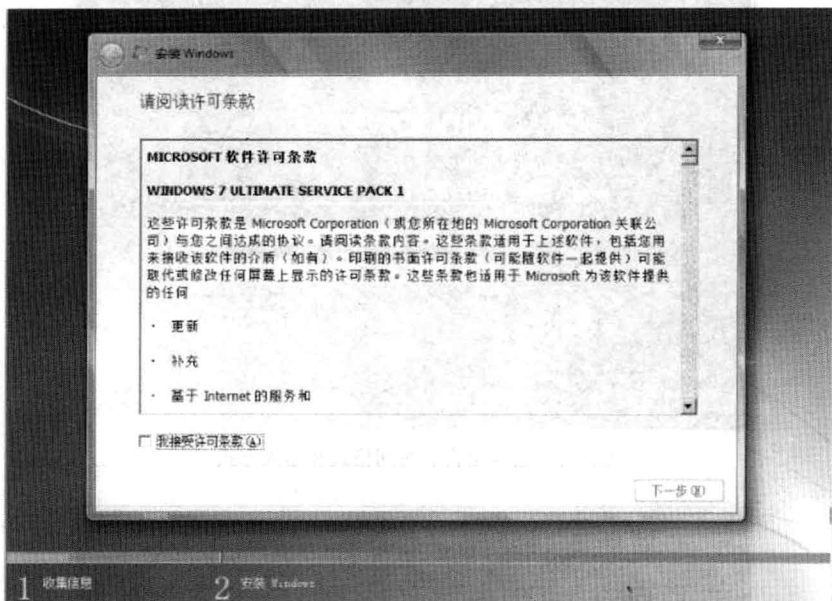 安装 Windows
请阅读许可条款
MICROSOFT 软件许可条款
WINDOWS 7 ULTIMATE SERVICE PACK 1
这些许可条款是 Microsoft Corporation（或您所在地的 Microsoft Corporation 关联公
司）与您之间达成的协议。请阅读条款内容。这些条款适用于上述软件，包括您用
来接收该软件的介质（如有）。印刷的书面许可条款（可能随软件一起提供）可能
取代或修改任何屏幕上显示的许可条款。这些条款也适用于 Microsoft 为该软件提供
的任何
· 更新
· 补充
· 基于 Internet 的服务和
我接受许可条款(A)
下一步(N)
1 收集信息
2 安装 Windows